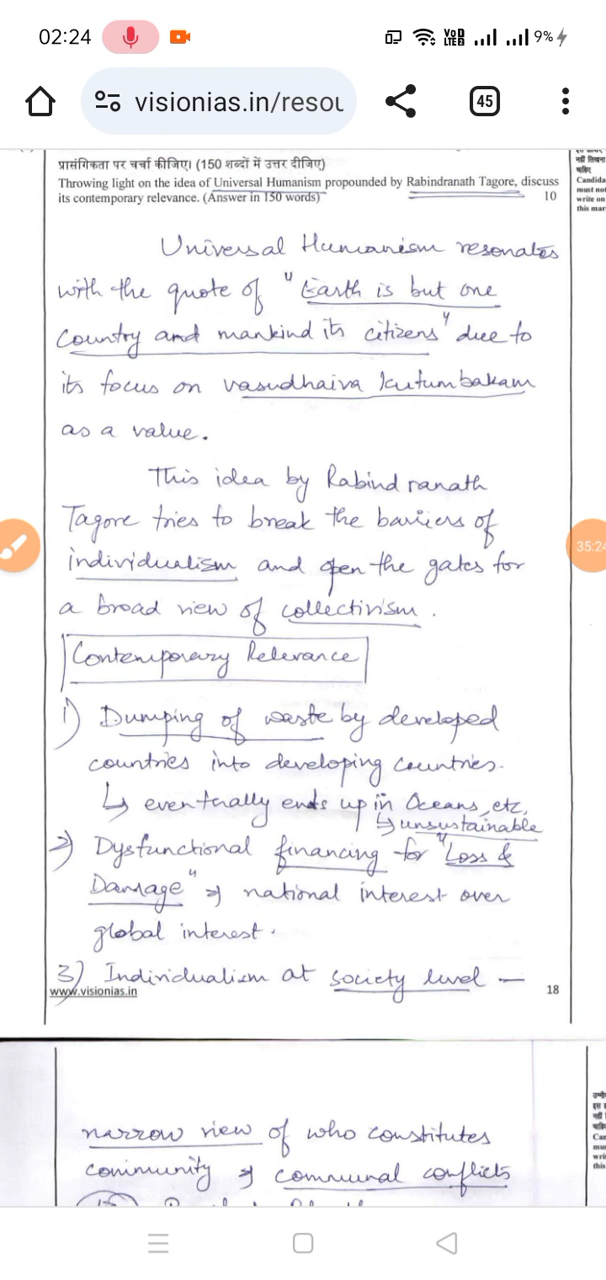 02:24
9%
visionias.in/resou
45
प्रासंगिकता पर चर्चा कीजिए। (150 शब्दों में उत्तर दीजिए)
Throwing light on the idea of Universal Humanism propounded by Rabindranath Tagore, discuss
its contemporary relevance. (Answer in 150 words)
10
नहीं लिखना
चाहिए
Candida
must not
write on
this mar
Universal Humanism resonates
with the quote of "Earth is but one
Country and mankind its citizens" due to
its focus on vasudhaiva kutumbakam
as a value.
This idea by Rabindranath
Tagore tries to break the barriers of
individualism and open the gates for
a broad view of collectivism.
Contemporary Relevance
1) Dumping of waste by developed
countries into developing countries.
↳ eventually ends up in Oceans, etc.
↳ unsustainable
2) Dysfunctional financing for "Loss &
Damage" ⇒ national interest over
global interest.
3) Individualism at society level –
www.visionias.in
18
35:24
narrow view of who constitutes
community & communal conflicts